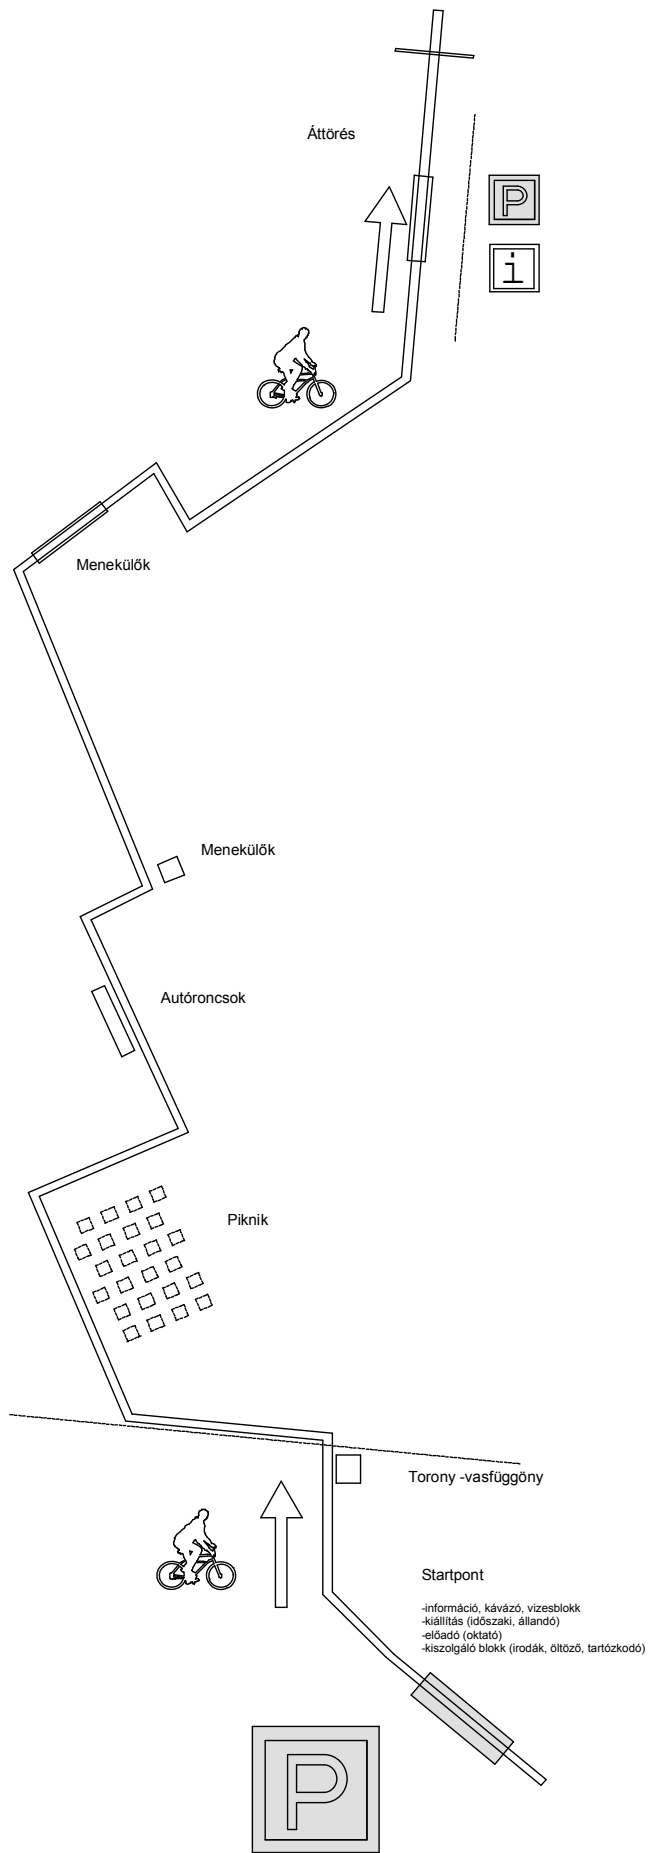 Áttörés
P
i
Menekülők
Menekülők
Autóroncsok
Piknik
Torony -vasfüggöny
Startpont
-információ, kávázó, vizesblokk
-kiállítás (időszaki, állandó)
-előadó (oktató)
-kiszolgáló blokk (irodák, öltöző, tartózkodó)
P